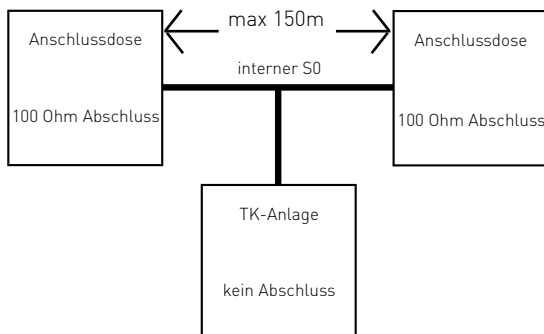 max 150m
Anschlussdose
Anschlussdose
interner S0
100 Ohm Abschluss
100 Ohm Abschluss
TK-Anlage
kein Abschluss